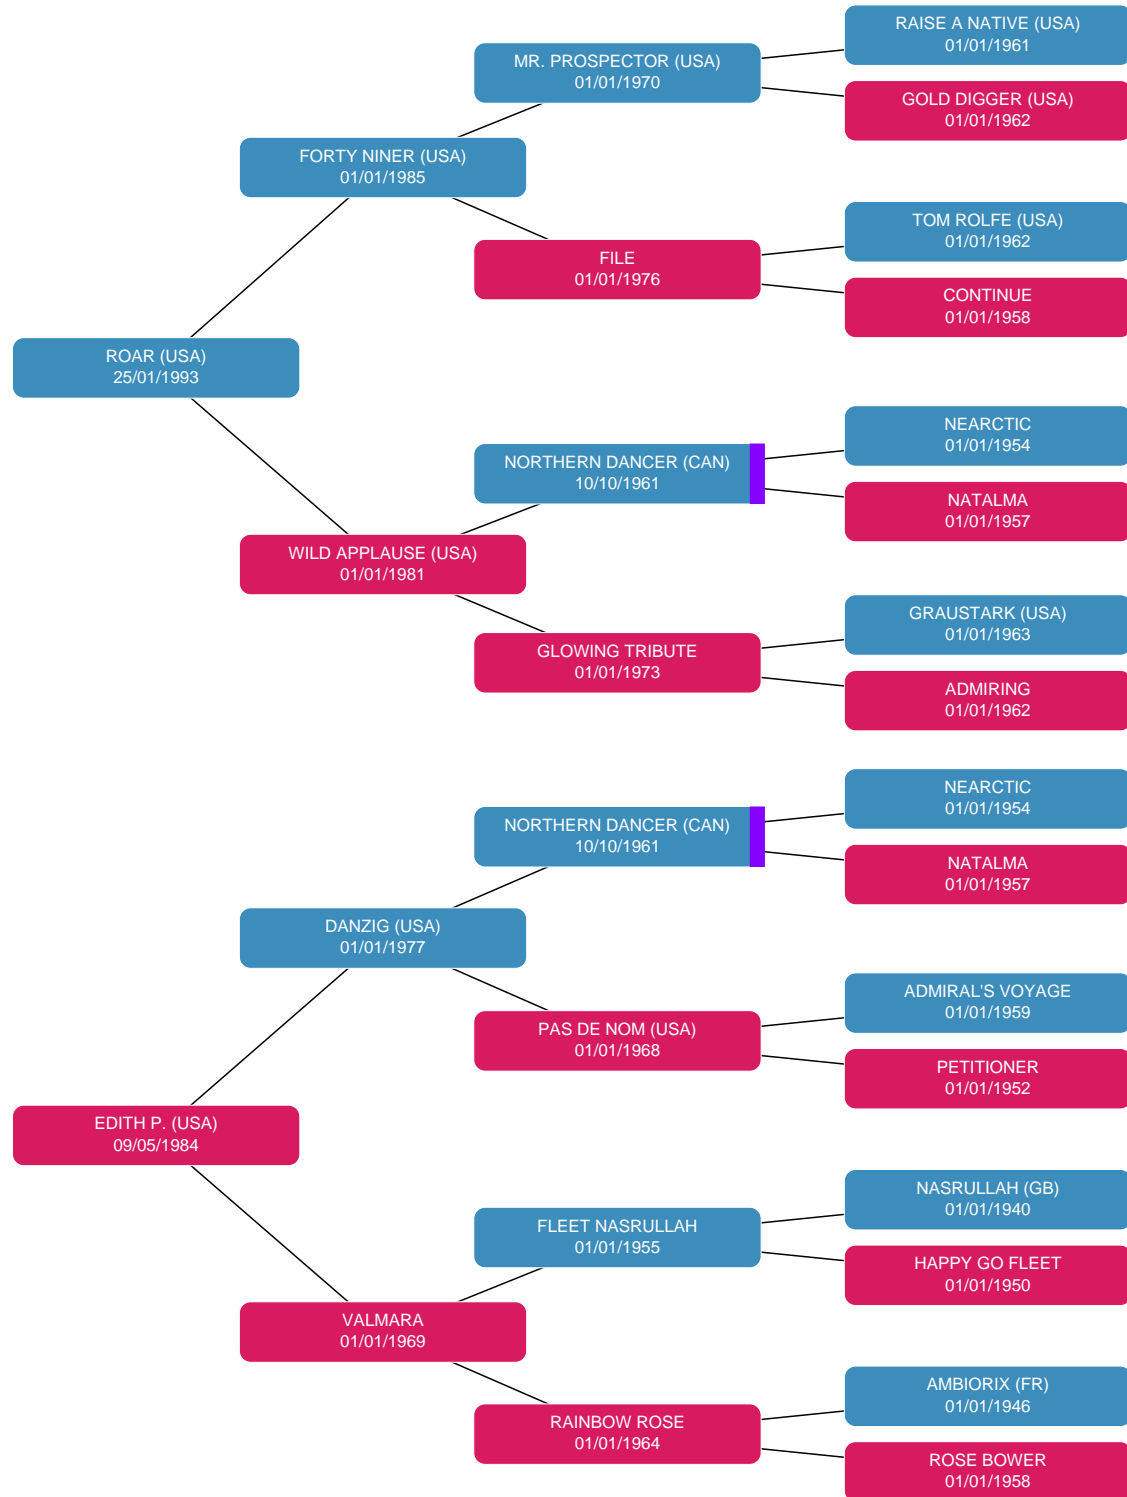 RAISE A NATIVE (USA)
01/01/1961
MR. PROSPECTOR (USA)
01/01/1970
GOLD DIGGER (USA)
01/01/1962
FORTY NINER (USA)
01/01/1985
TOM ROLFE (USA)
01/01/1962
FILE
01/01/1976
CONTINUE
01/01/1958
ROAR (USA)
25/01/1993
NEARCTIC
01/01/1954
NORTHERN DANCER (CAN)
10/10/1961
NATALMA
01/01/1957
WILD APPLAUSE (USA)
01/01/1981
GRAUSTARK (USA)
01/01/1963
GLOWING TRIBUTE
01/01/1973
ADMIRING
01/01/1962
NEARCTIC
01/01/1954
NORTHERN DANCER (CAN)
10/10/1961
NATALMA
01/01/1957
DANZIG (USA)
01/01/1977
ADMIRAL'S VOYAGE
01/01/1959
PAS DE NOM (USA)
01/01/1968
PETITIONER
01/01/1952
EDITH P. (USA)
09/05/1984
NASRULLAH (GB)
01/01/1940
FLEET NASRULLAH
01/01/1955
HAPPY GO FLEET
01/01/1950
VALMARA
01/01/1969
AMBIORIX (FR)
01/01/1946
RAINBOW ROSE
01/01/1964
ROSE BOWER
01/01/1958